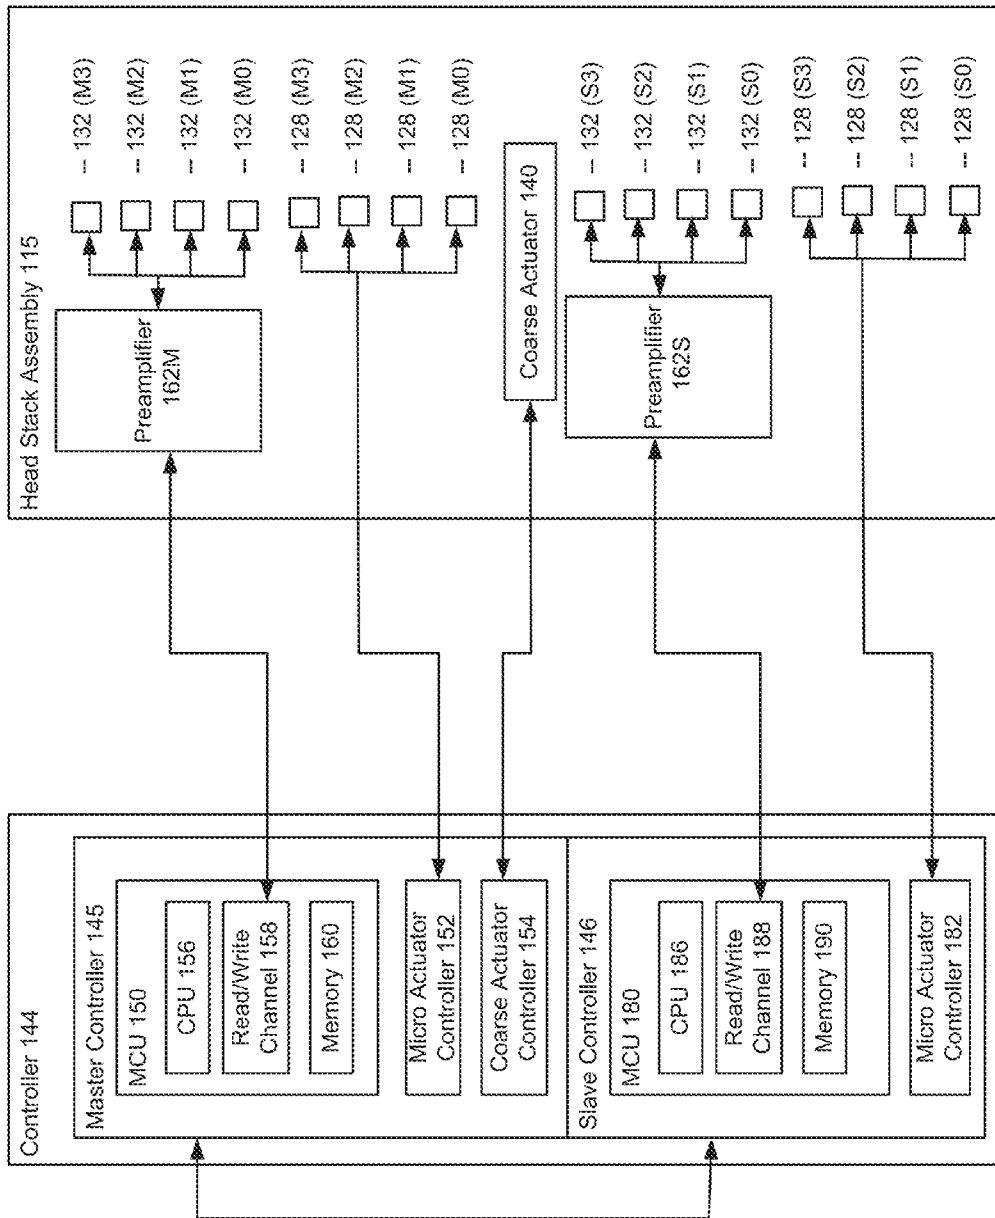 Controller 144
Master Controller 145
MCU 150
CPU 156
Read/Write
Channel 158
Memory 160
Micro Actuator
Controller 152
Coarse Actuator
Controller 154
Slave Controller 146
MCU 180
CPU 186
Read/Write
Channel 188
Memory 190
Micro Actuator
Controller 182
Head Stack Assembly 115
Preamplifier
162M
-- 132 (M3)
-- 132 (M2)
-- 132 (M1)
-- 132 (M0)
-- 128 (M3)
-- 128 (M2)
-- 128 (M1)
-- 128 (M0)
Coarse Actuator 140
Preamplifier
162S
-- 132 (S3)
-- 132 (S2)
-- 132 (S1)
-- 132 (S0)
-- 128 (S3)
-- 128 (S2)
-- 128 (S1)
-- 128 (S0)